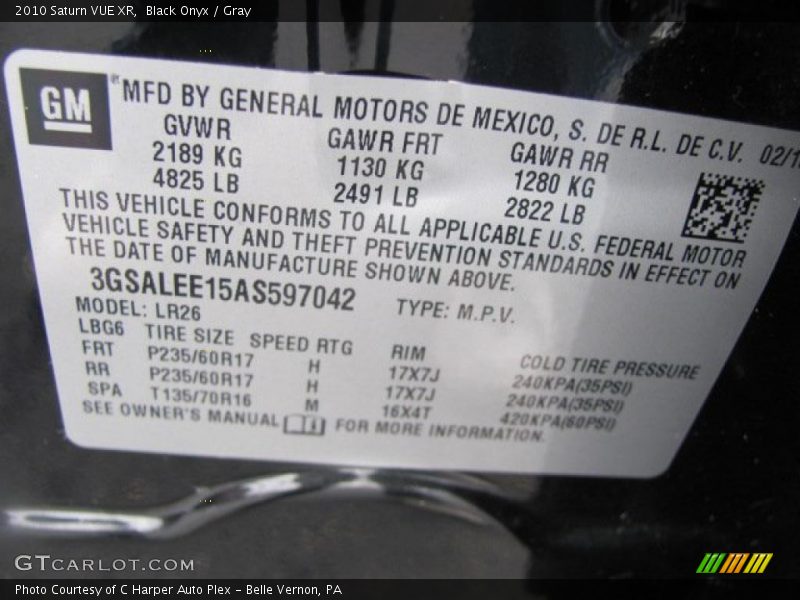 2010 Saturn VUE XR, Black Onyx / Gray
GM
® MFD BY GENERAL MOTORS DE MEXICO, S. DE R.L. DE C.V. 02/1
GVWR GAWR FRT GAWR RR
2189 KG 1130 KG 1280 KG
4825 LB 2491 LB 2822 LB
THIS VEHICLE CONFORMS TO ALL APPLICABLE U.S. FEDERAL MOTOR
VEHICLE SAFETY AND THEFT PREVENTION STANDARDS IN EFFECT ON
THE DATE OF MANUFACTURE SHOWN ABOVE.
3GSALEE15AS597042 TYPE: M.P.V.
MODEL: LR26
LBG6 TIRE SIZE SPEED RTG RIM COLD TIRE PRESSURE
FRT P235/60R17 H 17X7J 240KPA(35PSI)
RR P235/60R17 H 17X7J 240KPA(35PSI)
SPA T135/70R16 M 16X4T 420KPA(60PSI)
SEE OWNER'S MANUAL FOR MORE INFORMATION.
GTCARLOT.COM
Photo Courtesy of C Harper Auto Plex - Belle Vernon, PA